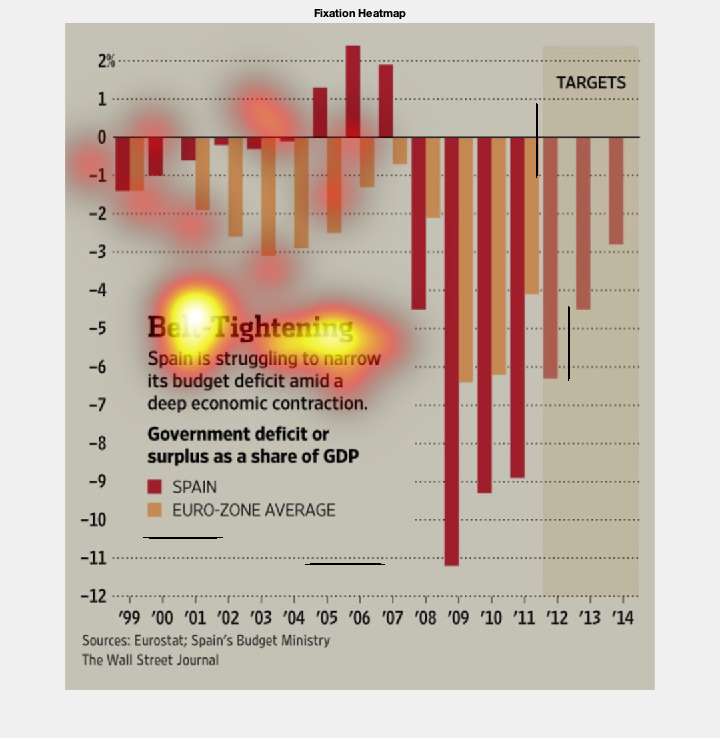 Fixation Heatmap
2%
TARGETS
1
0
-1
-2
-3
-4
Belt-Tightening
-5
Spain is struggling to narrow
-6
its budget deficit amid a
deep economic contraction.
-7
Government deficit or
-8
surplus as a share of GDP
-9
SPAIN
EURO-ZONE AVERAGE
-10
-11
-12
'99 '00 '01 '02 '03 '04 '05 '06 '07 '08 '09 '10 '11 '12 '13 '14
Sources: Eurostat; Spain's Budget Ministry
The Wall Street Journal